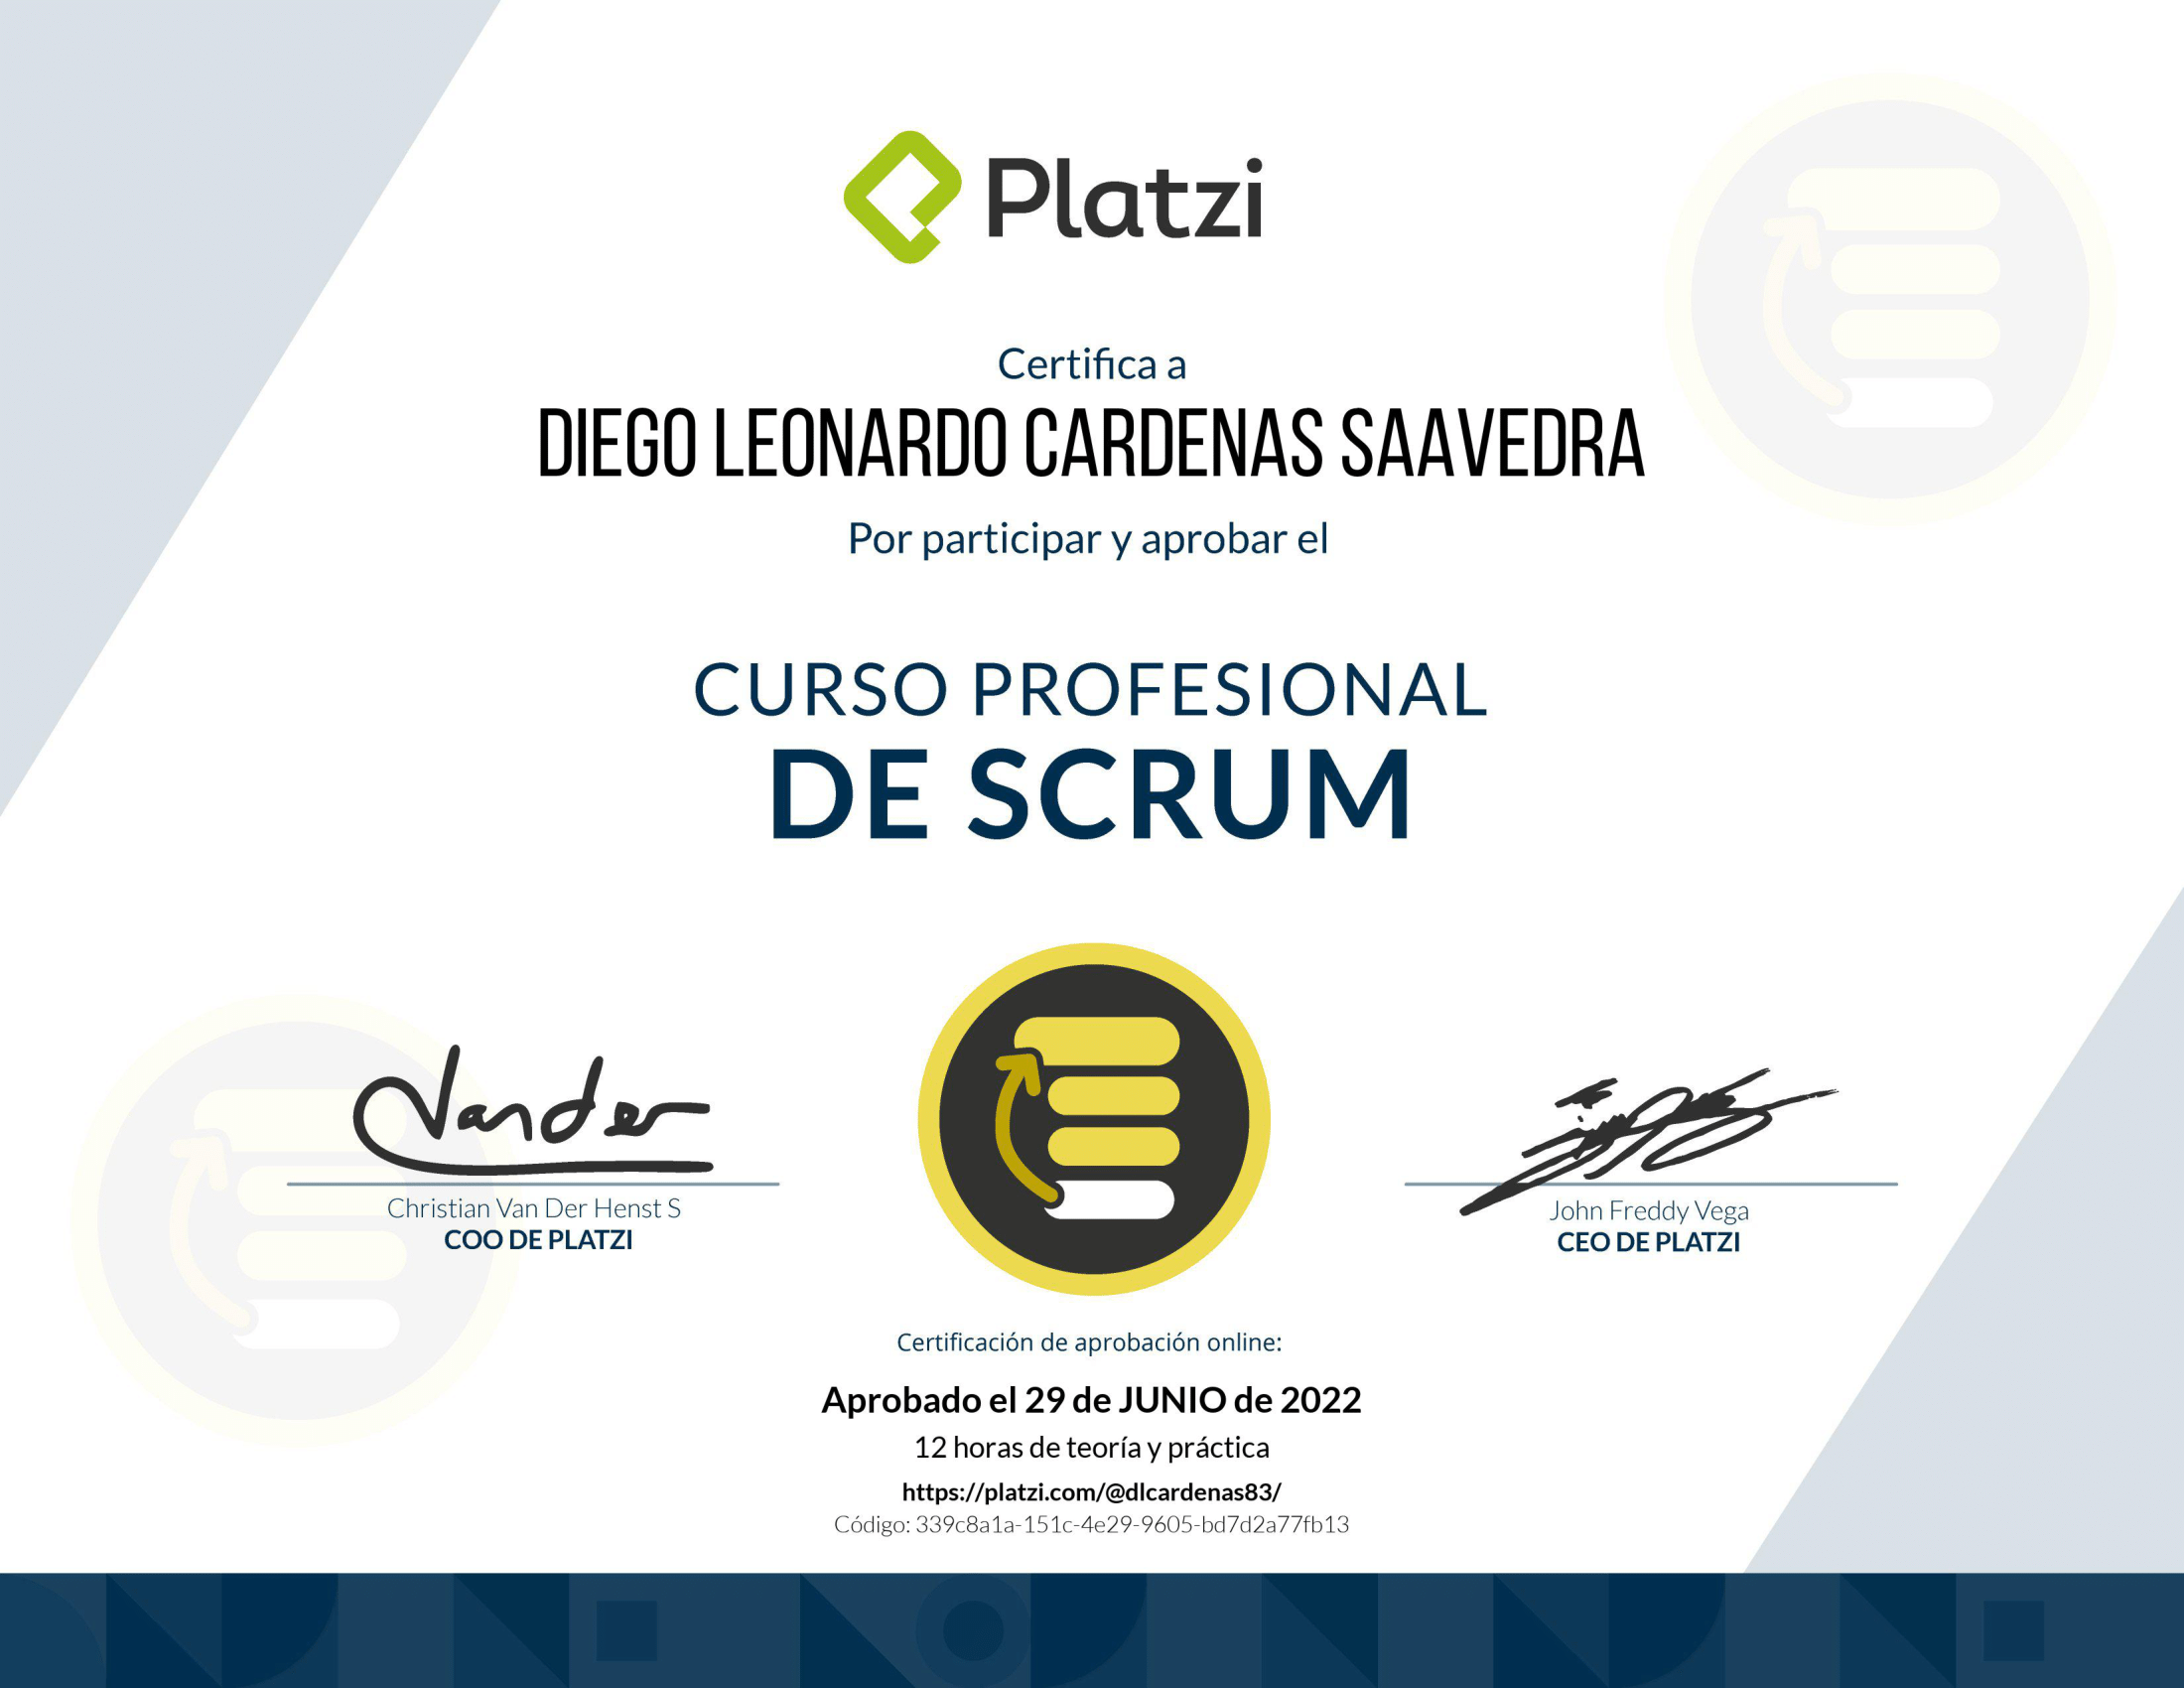 Platzi
Certifica a
DIEGO LEONARDO CARDENAS SAAVEDRA
Por participar y aprobar el
CURSO PROFESIONAL
DE SCRUM
Vander
Christian Van Der Henst S
COO DE PLATZI
John Freddy Vega
CEO DE PLATZI
Certificación de aprobación online:
Aprobado el 29 de JUNIO de 2022
12 horas de teoría y práctica
https://platzi.com/@dlcardenas83/
Código: 339c8a1a-151c-4e29-9605-bd7d2a77fb13